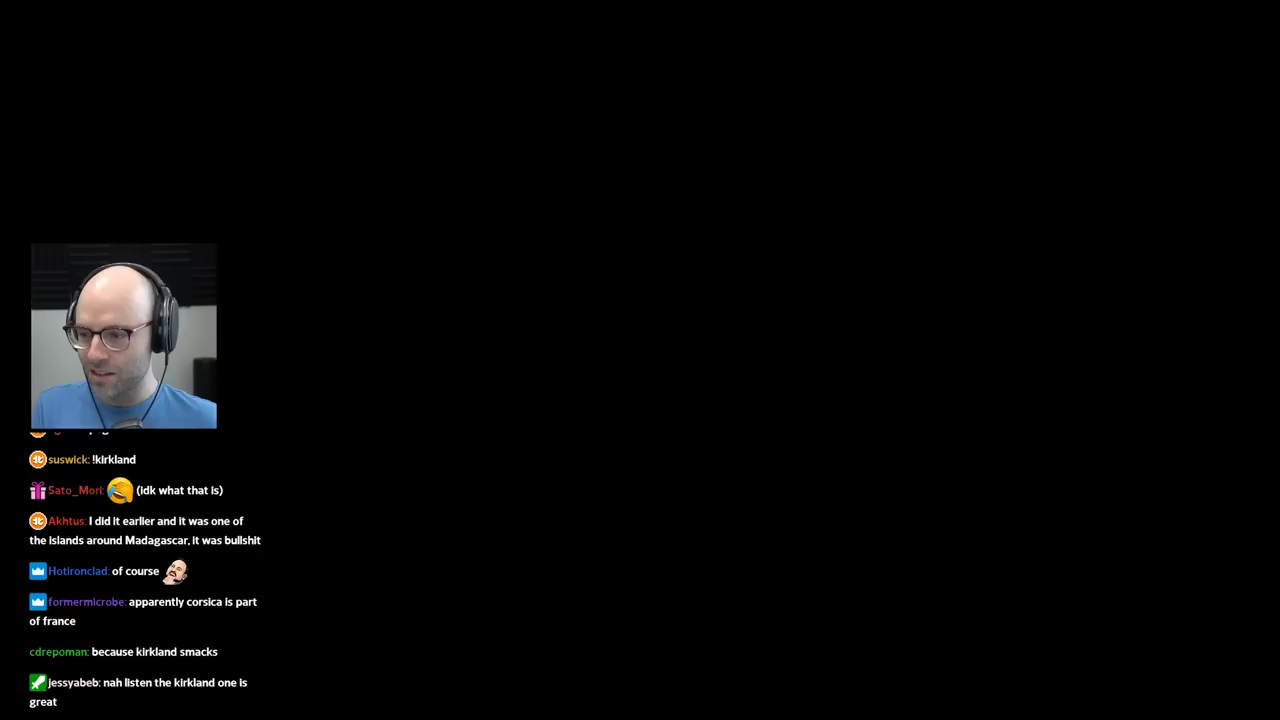 suswick: !kirkland
Sato_Mori: (idk what that is)
Akhtus: I did it earlier and it was one of
the islands around Madagascar, it was bullshit
Hotironclad: of course
formermicrobe: apparently corsica is part
of france
cdrepoman: because kirkland smacks
jessyabeb: nah listen the kirkland one is
great